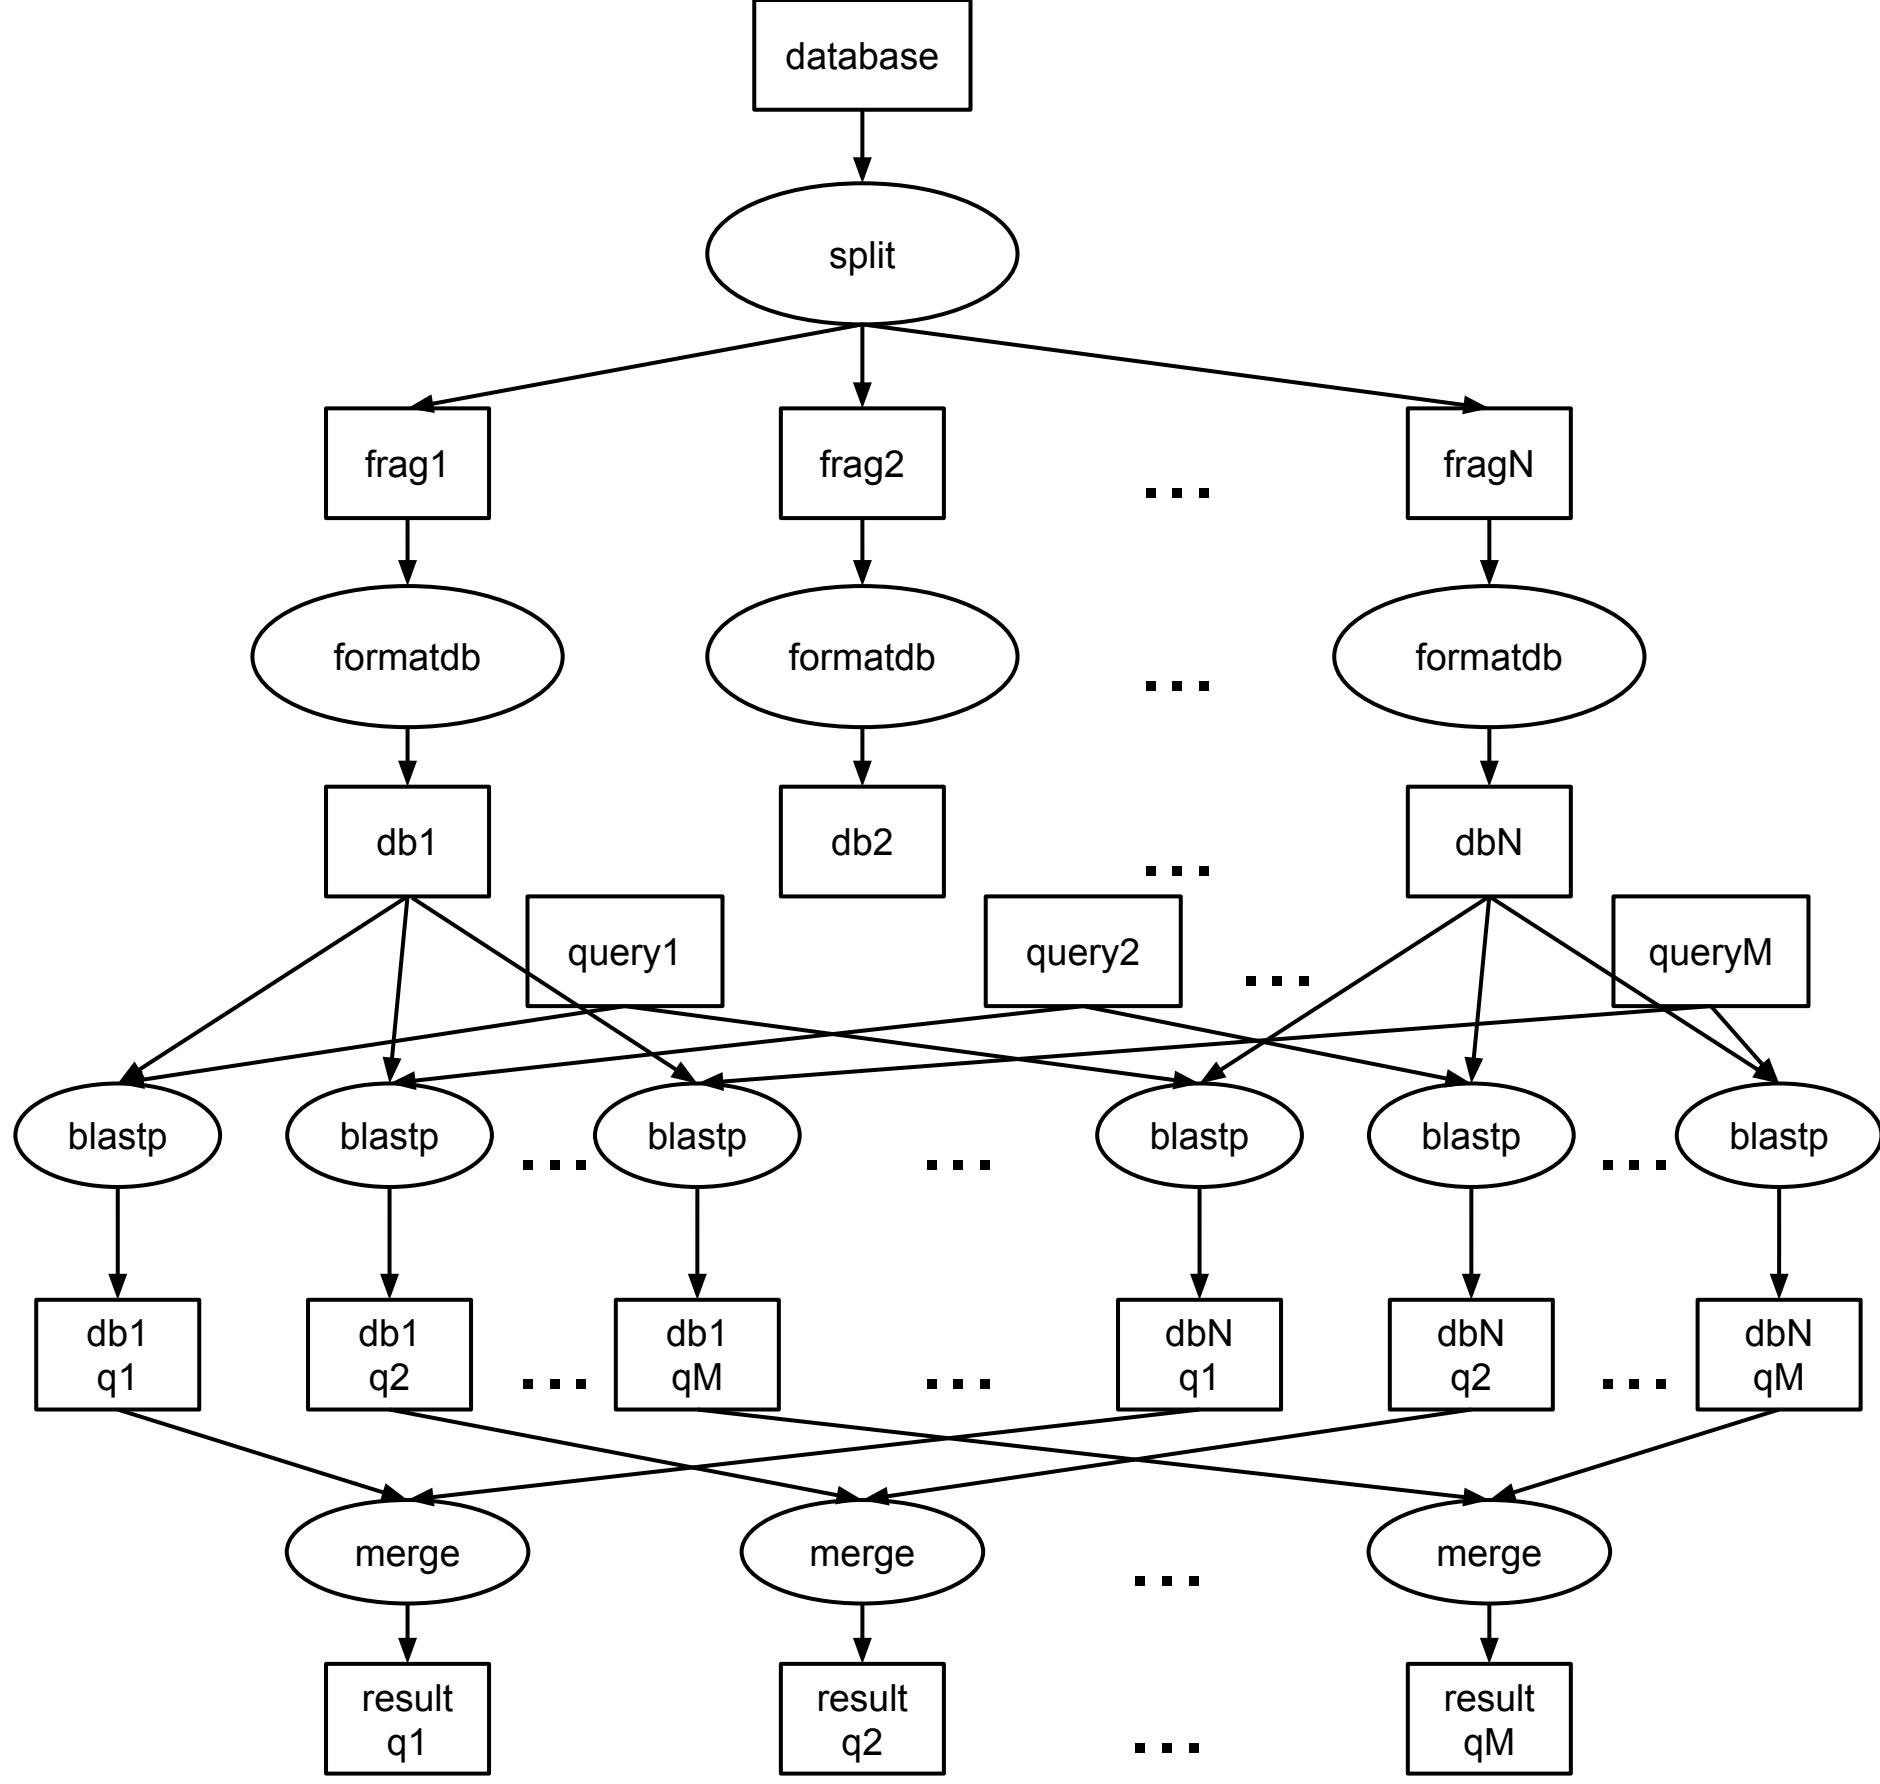 database
split
frag1
frag2
...
fragN
formatdb
formatdb
...
formatdb
db1
db2
...
dbN
query1
query2
...
queryM
blastp
blastp
...
blastp
...
blastp
blastp
...
blastp
db1
q1
db1
q2
...
db1
qM
...
dbN
q1
dbN
q2
...
dbN
qM
merge
merge
...
merge
result
q1
result
q2
...
result
qM